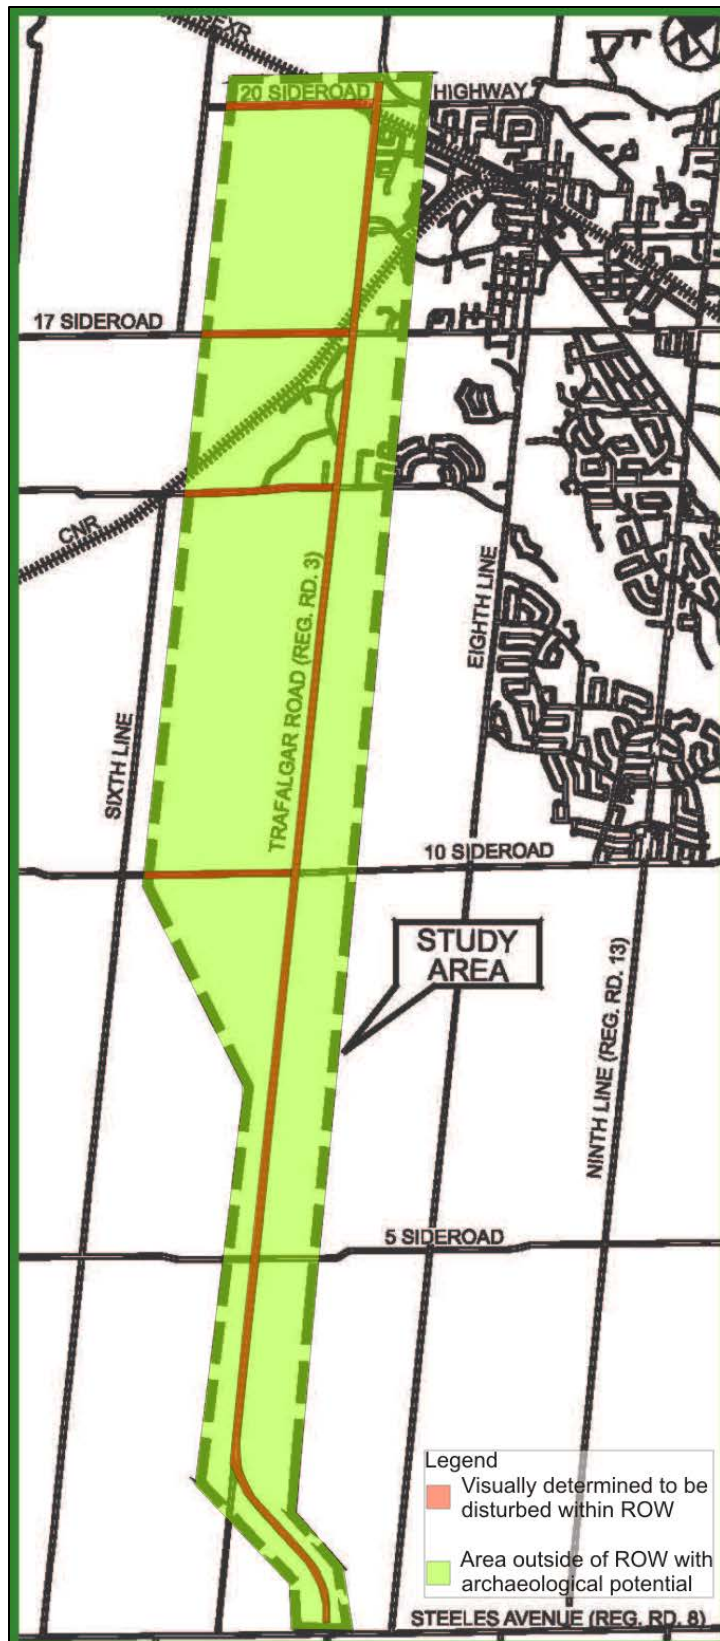 20 SIDEROAD
HIGHWAY
17 SIDEROAD
CNR
TRAFALGAR ROAD (REG. RD. 3)
EIGHTH LINE
SIXTH LINE
10 SIDEROAD
STUDY
AREA
NINTH LINE (REG. RD. 13)
5 SIDEROAD
Legend
Visually determined to be
disturbed within ROW
Area outside of ROW with
archaeological potential
STEELES AVENUE (REG. RD. 8)